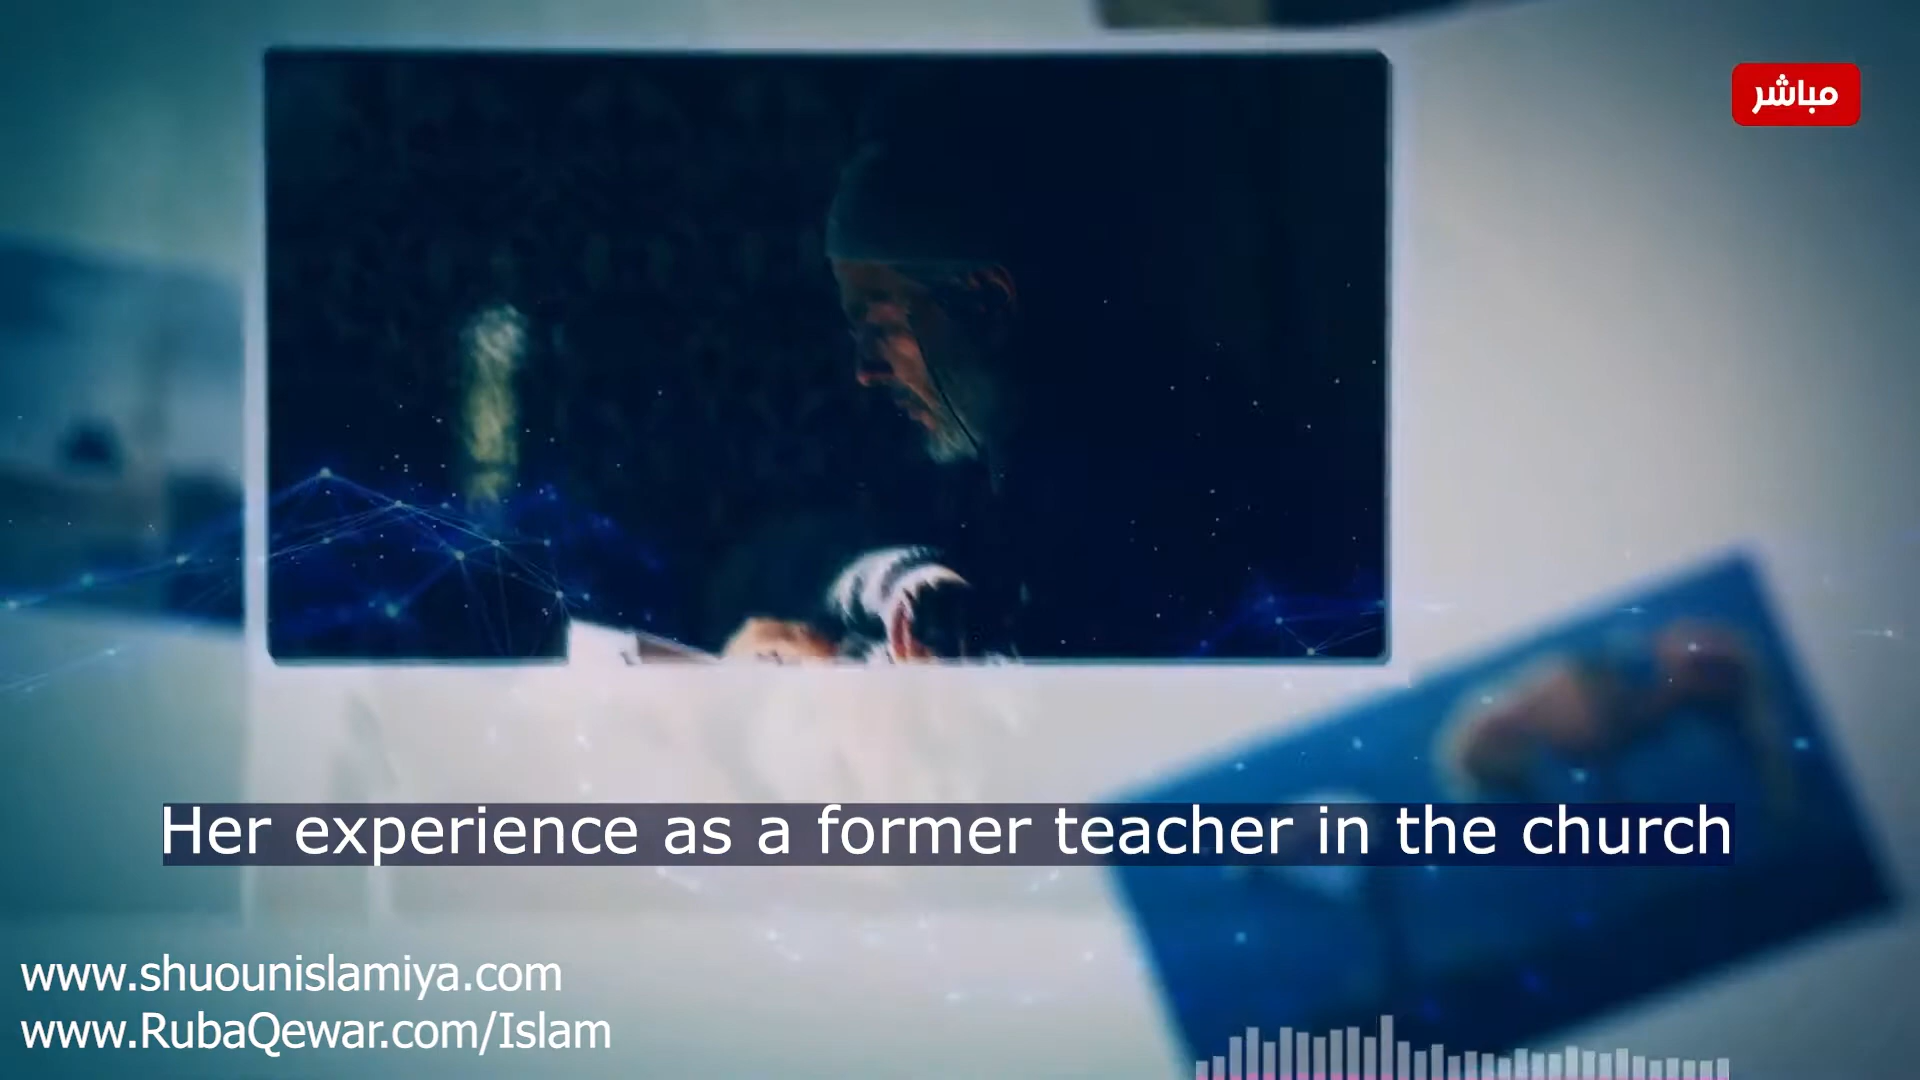 مباشر
Her experience as a former teacher in the church
www.shuounislamiya.com
www.RubaQewar.com/Islam